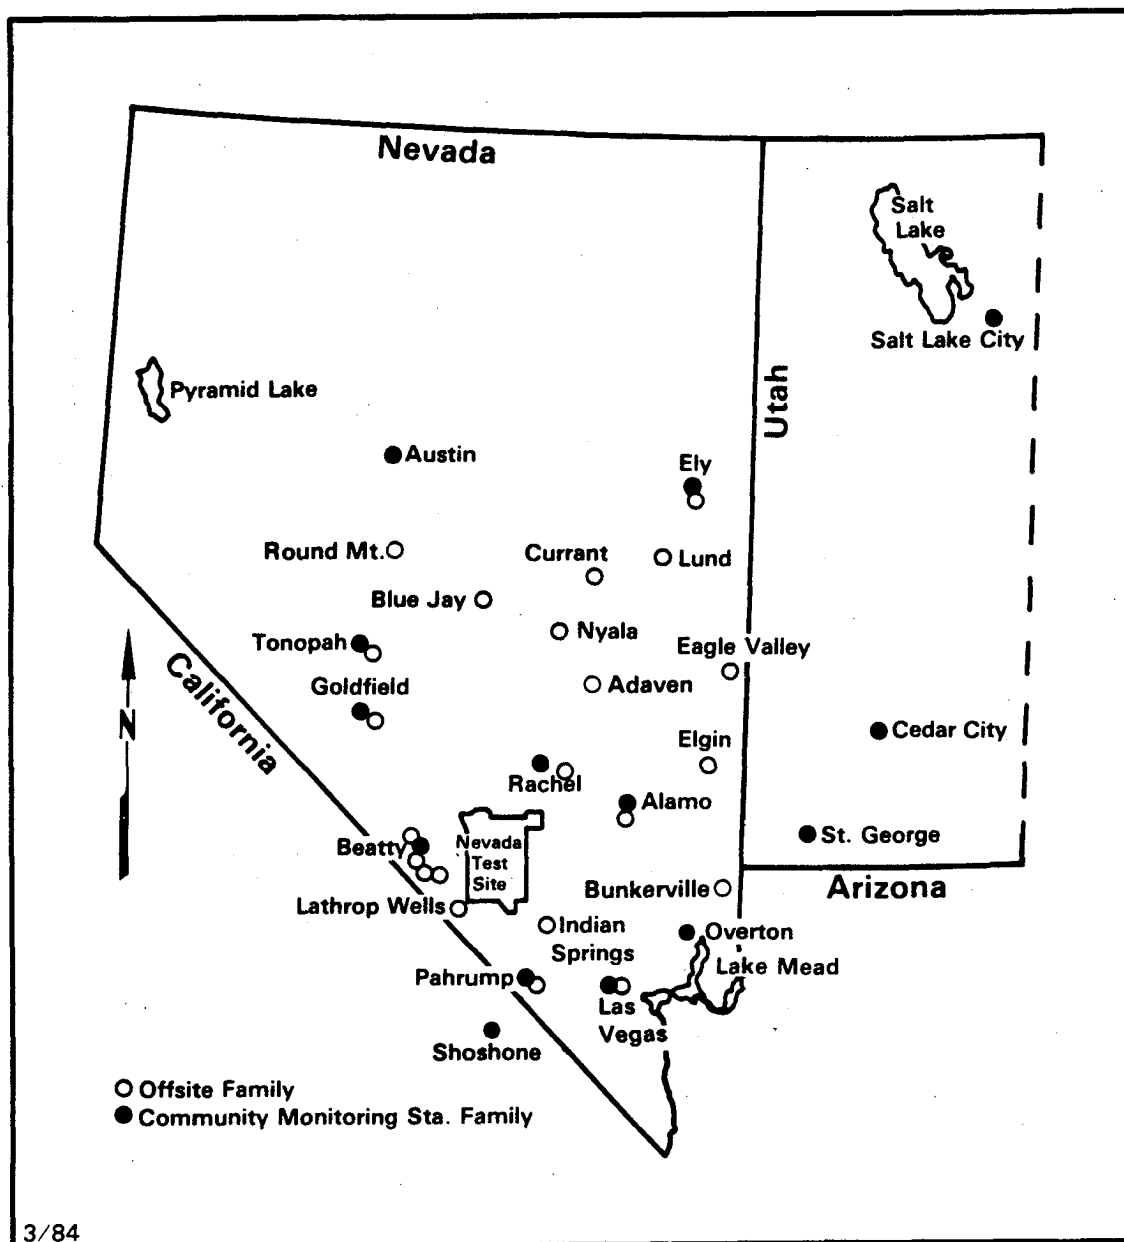 Nevada
Salt
Lake
Salt Lake City
Utah
Pyramid Lake
Austin
Ely
Round Mt.
Currant
Lund
Blue Jay
Nyala
Tonopah
Eagle Valley
Goldfield
Adaven
California
N
Elgin
Cedar City
Rachel
Alamo
St. George
Beatty
Nevada
Test
Site
Arizona
Bunkerville
Lathrop Wells
Indian
Springs
Overton
Lake Mead
Pahrump
Las
Vegas
Shoshone
Offsite Family
Community Monitoring Sta. Family
3/84